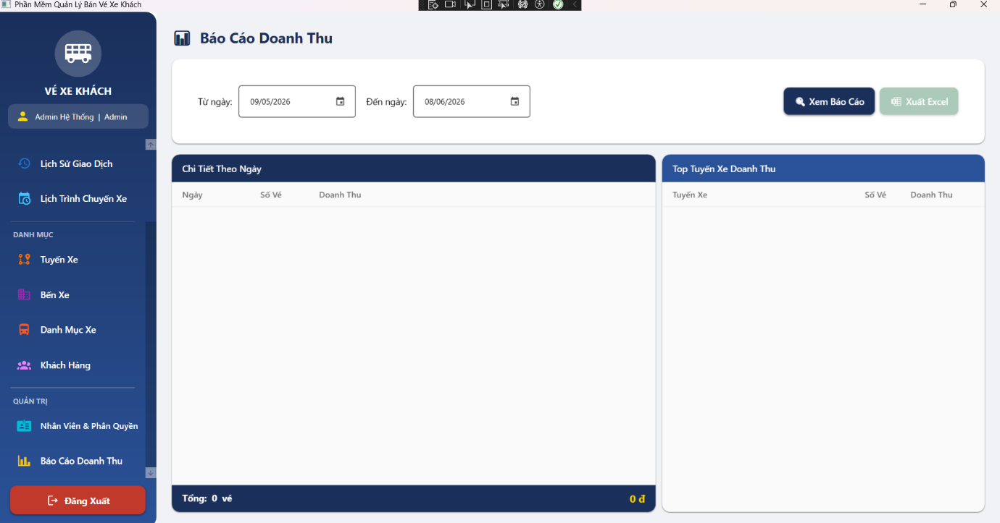 Phần Mềm Quản Lý Bán Vé Xe Khách
VÉ XE KHÁCH
Admin Hệ Thống | Admin
Lịch Sử Giao Dịch
Lịch Trình Chuyến Xe
DANH MỤC
Tuyến Xe
Bến Xe
Danh Mục Xe
Khách Hàng
QUẢN TRỊ
Nhân Viên & Phân Quyền
Báo Cáo Doanh Thu
Đăng Xuất
Báo Cáo Doanh Thu
Từ ngày: 09/05/2026 Đến ngày: 08/06/2026 Xem Báo Cáo Xuất Excel
Chi Tiết Theo Ngày
Ngày Số Vé Doanh Thu
Tổng: 0 vé 0 đ
Top Tuyến Xe Doanh Thu
Tuyến Xe Số Vé Doanh Thu